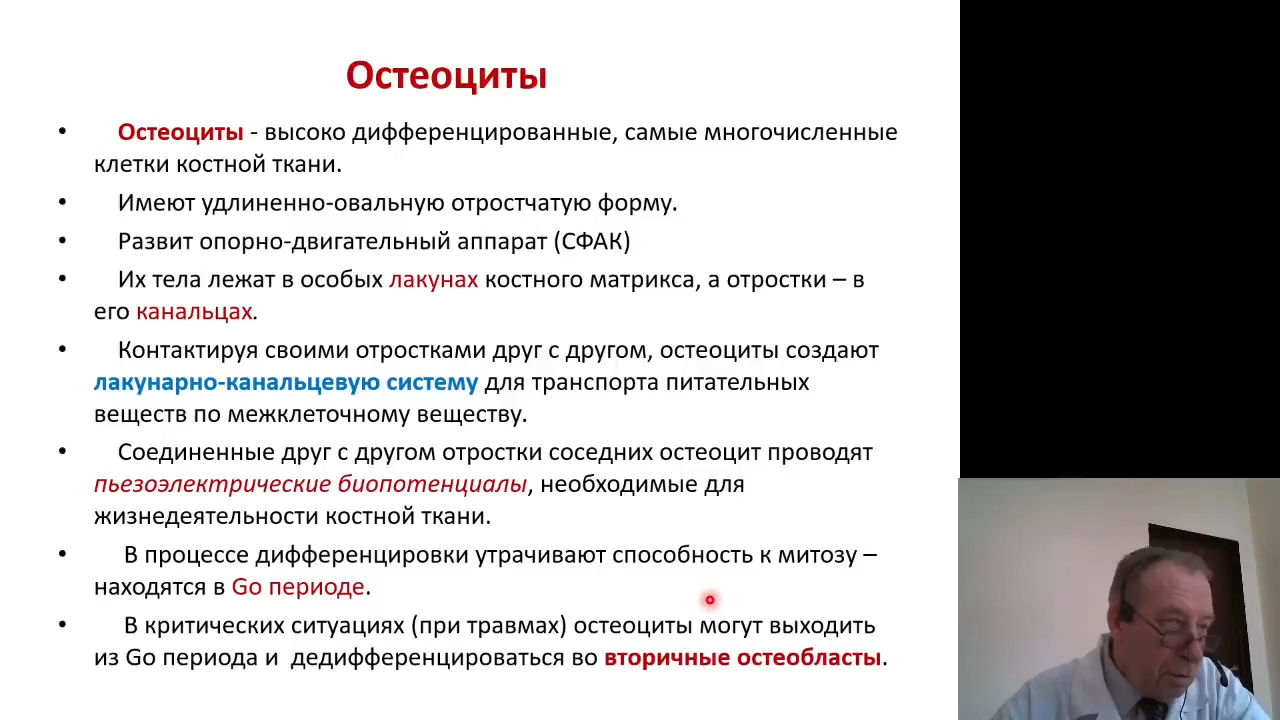 Остеоциты
• Остеоциты - высоко дифференцированные, самые многочисленные
клетки костной ткани.
• Имеют удлиненно-овальную отростчатую форму.
• Развит опорно-двигательный аппарат (СФАК)
• Их тела лежат в особых лакунах костного матрикса, а отростки – в
его канальцах.
• Контактируя своими отростками друг с другом, остеоциты создают
лакунарно-канальцевую систему для транспорта питательных
веществ по межклеточному веществу.
• Соединенные друг с другом отростки соседних остеоцит проводят
пьезоэлектрические биопотенциалы, необходимые для
жизнедеятельности костной ткани.
• В процессе дифференцировки утрачивают способность к митозу –
находятся в Go периоде.
• В критических ситуациях (при травмах) остеоциты могут выходить
из Go периода и дедифференцироваться во вторичные остеобласты.